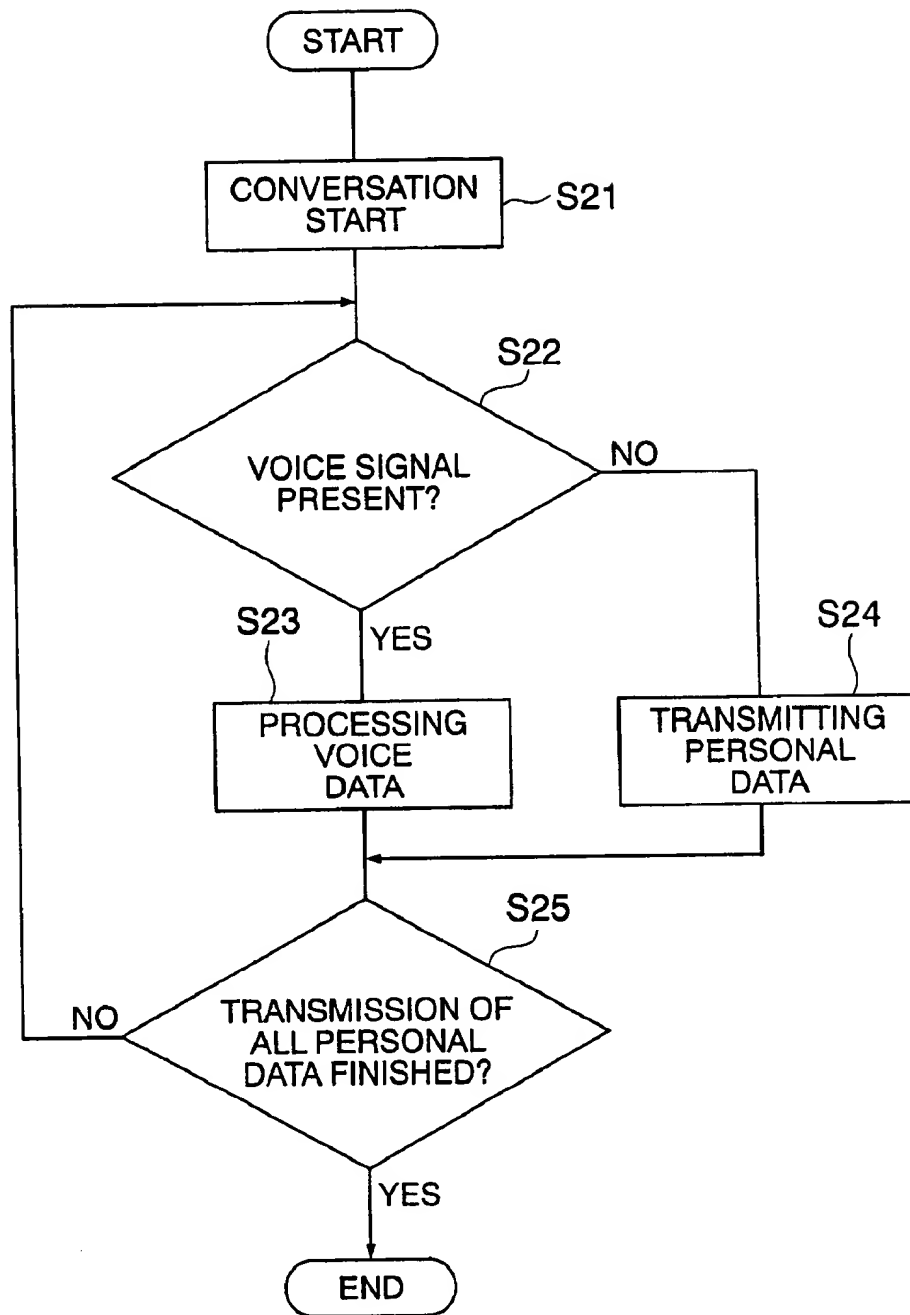 START
CONVERSATION
START
S21
S22
VOICE SIGNAL
PRESENT?
NO
YES
S23
PROCESSING
VOICE
DATA
S24
TRANSMITTING
PERSONAL
DATA
S25
TRANSMISSION OF
ALL PERSONAL
DATA FINISHED?
NO
YES
END